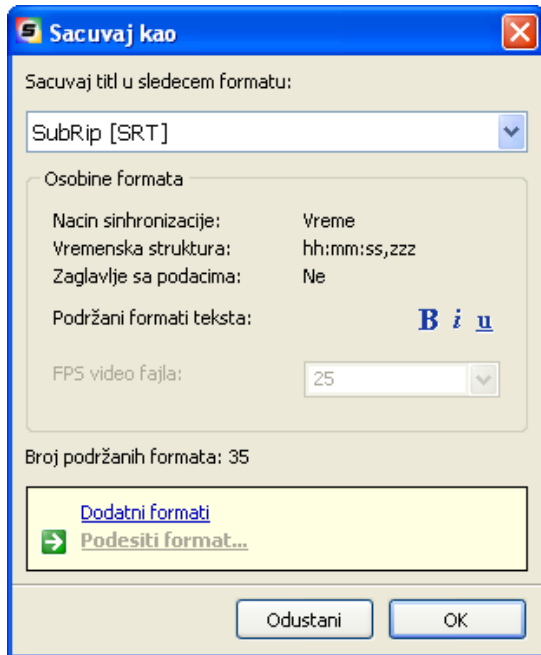 Sacuvaj kao
Sacuvaj titl u sledecem formatu:
SubRip [SRT]
Osobine formata
Nacin sinhronizacije: Vreme
Vremenska struktura: hh:mm:ss,zzz
Zaglavlje sa podacima: Ne
Podržani formati teksta: B i u
FPS video fajla: 25
Broj podržanih formata: 35
Dodatni formati
Podesiti format...
Odustani OK